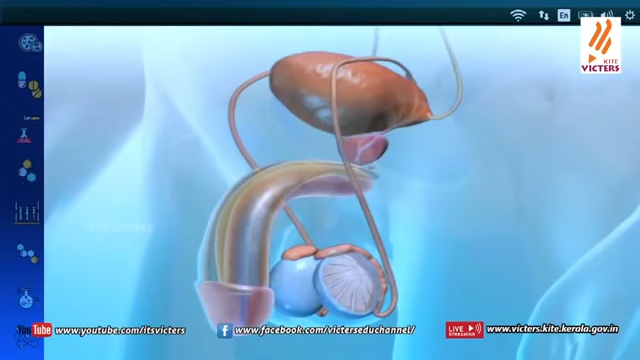 En
KITE
VICTERS
YouTube www.youtube.com/itsvicters
www.facebook.com/victerseduchannel/
LIVE
STREAMING
www.victers.kite.kerala.gov.in